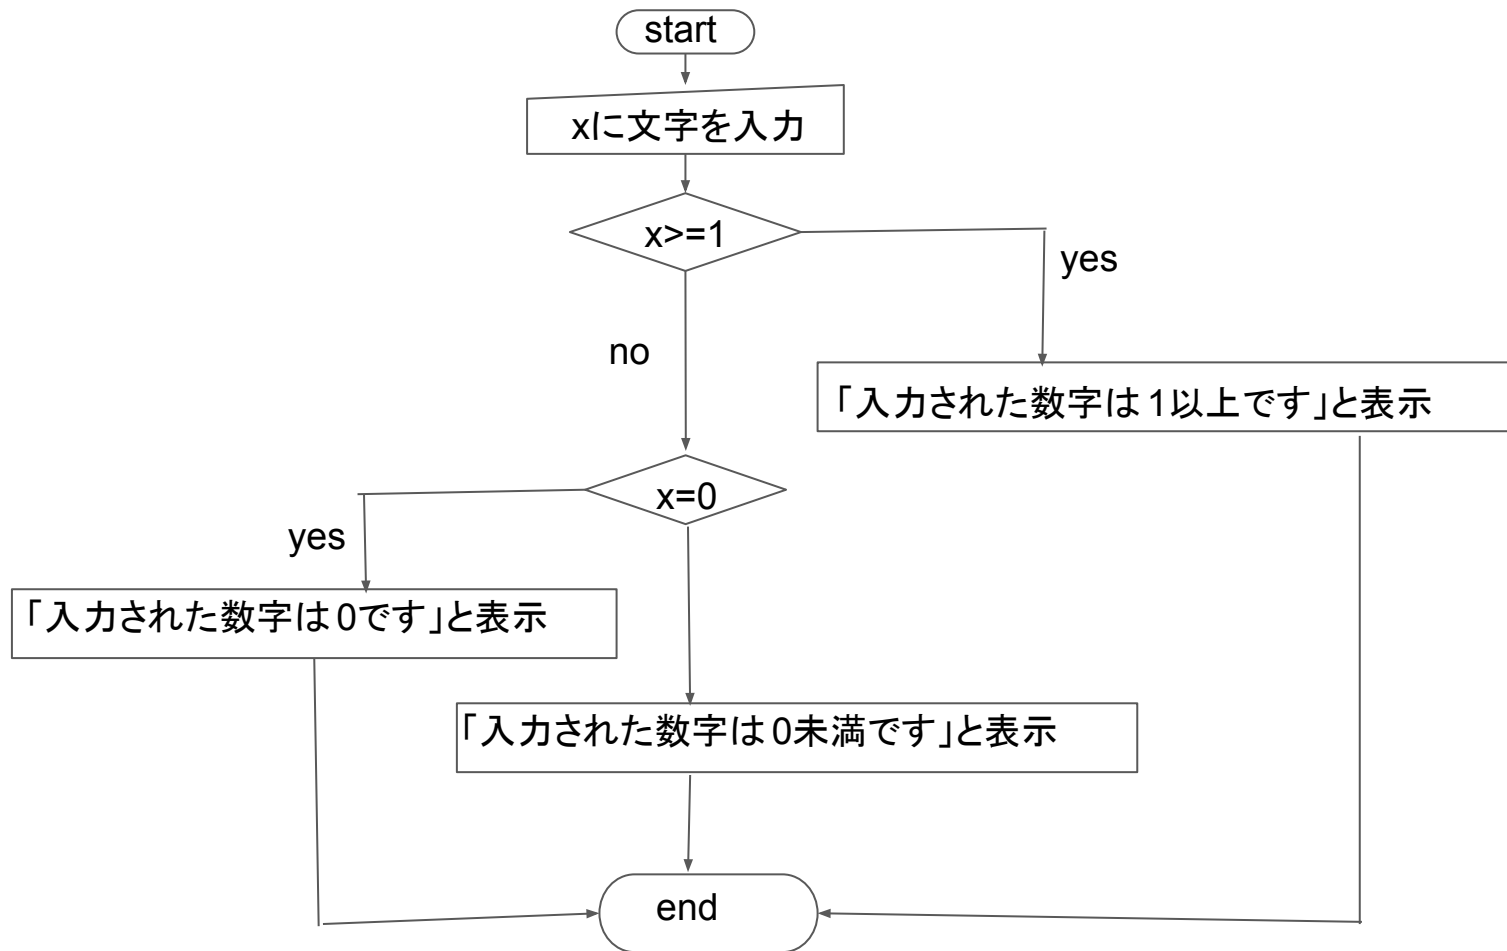 start
xに文字を入力
x>=1
yes
no
「入力された数字は1以上です」と表示
x=0
yes
「入力された数字は0です」と表示
「入力された数字は0未満です」と表示
end